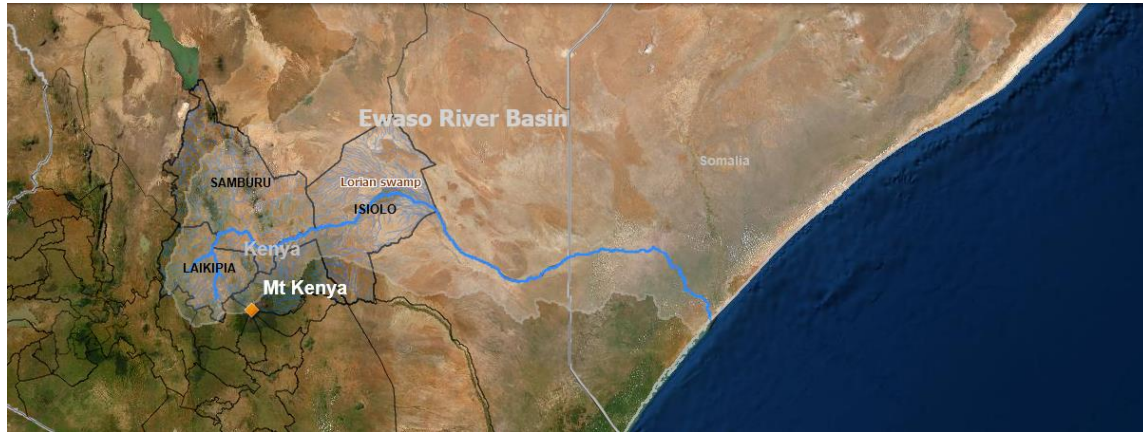 Ewaso River Basin
Somalia
SAMBURU
Lorian swamp
ISIOLO
Kenya
LAIKIPIA
Mt Kenya